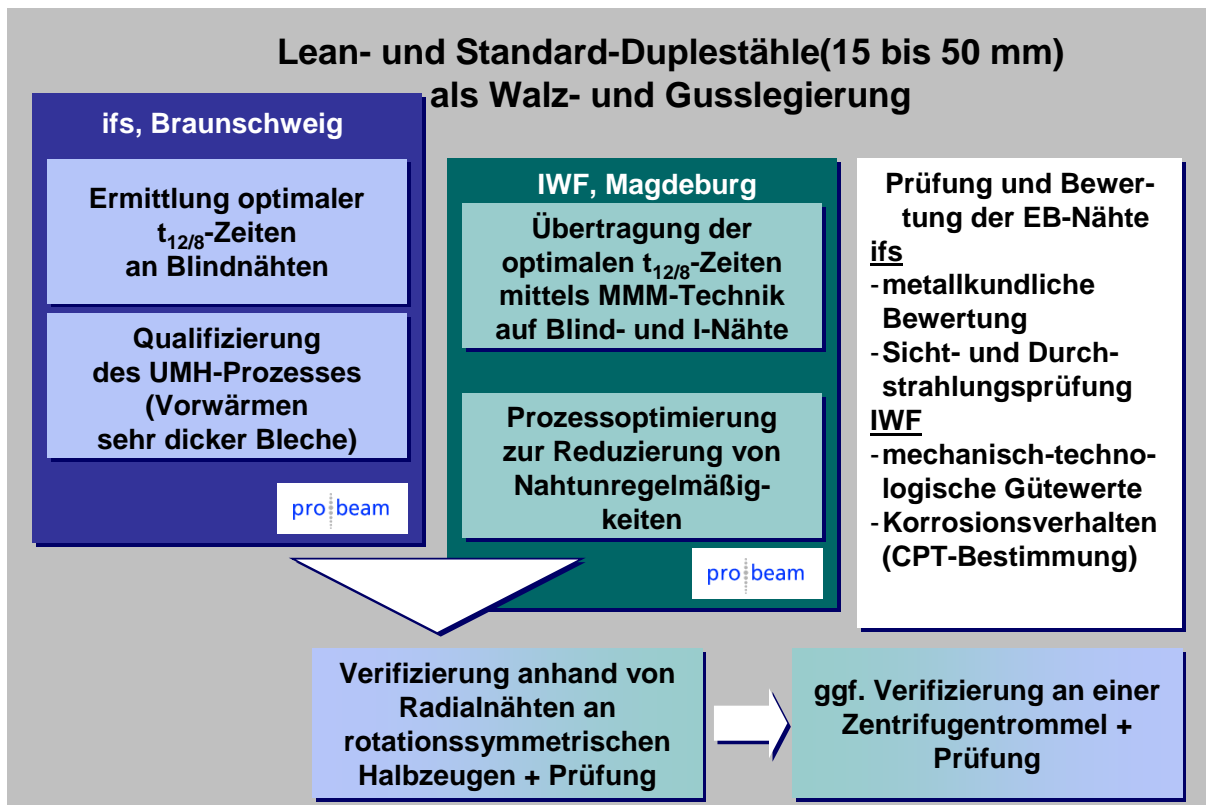 Lean- und Standard-Duplestähle(15 bis 50 mm)
als Walz- und Gusslegierung
ifs, Braunschweig
Ermittlung optimaler
t12/8-Zeiten
an Blindnähten
Qualifizierung
des UMH-Prozesses
(Vorwärmen
sehr dicker Bleche)
pro beam
IWF, Magdeburg
Übertragung der
optimalen t12/8-Zeiten
mittels MMM-Technik
auf Blind- und I-Nähte
Prozessoptimierung
zur Reduzierung von
Nahtunregelmäßig-
keiten
pro beam
Prüfung und Bewer-
tung der EB-Nähte
ifs
-metallkundliche
Bewertung
-Sicht- und Durch-
strahlungsprüfung
IWF
-mechanisch-techno-
logische Gütewerte
-Korrosionsverhalten
(CPT-Bestimmung)
Verifizierung anhand von
Radialnähten an
rotationssymmetrischen
Halbzeugen + Prüfung
ggf. Verifizierung an einer
Zentrifugentrommel +
Prüfung